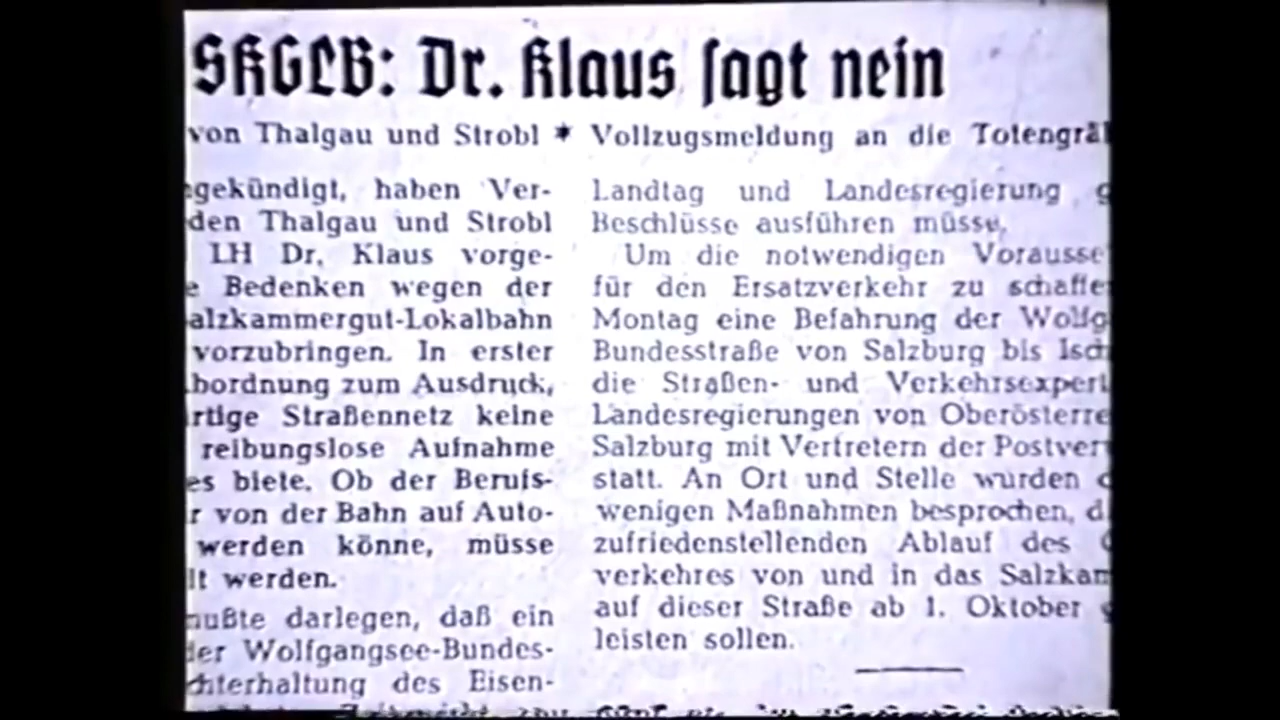 SKGLB: Dr. Klaus sagt nein
von Thalgau und Strobl * Vollzugsmeldung an die Totengrä
gekündigt, haben Ver-
den Thalgau und Strobl
LH Dr. Klaus vorge-
e Bedenken wegen der
alzkammergut-Lokalbahn
vorzubringen. In erster
bordnung zum Ausdruck,
rtige Straßennetz keine
reibungslose Aufnahme
es biete. Ob der Berufs-
r von der Bahn auf Auto-
werden könne, müsse
lt werden.
ußte darlegen, daß ein
der Wolfgangsee-Bundes-
chterhaltung des Eisen-
Landtag und Landesregierung g
Beschlüsse ausführen müsse.
Um die notwendigen Vorausse
für den Ersatzverkehr zu schaffe
Montag eine Befahrung der Wolfg
Bundesstraße von Salzburg bis Isch
die Straßen- und Verkehrsexpert
Landesregierungen von Oberösterre
Salzburg mit Vertretern der Postver
statt. An Ort und Stelle wurden d
wenigen Maßnahmen besprochen, d
zufriedenstellenden Ablauf des
verkehres von und in das Salzkam
auf dieser Straße ab 1. Oktober g
leisten sollen.